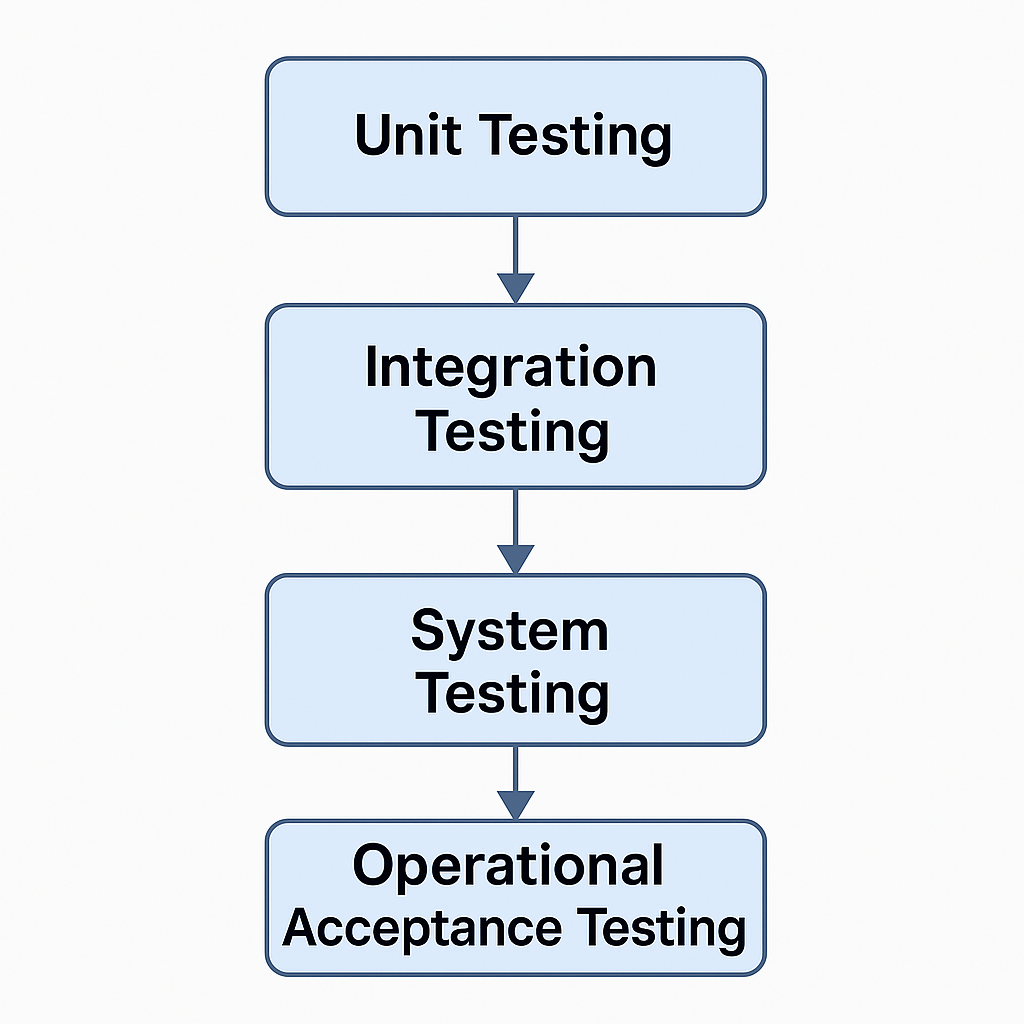 Unit Testing
Integration
Testing
System
Testing
Operational
Acceptance Testing